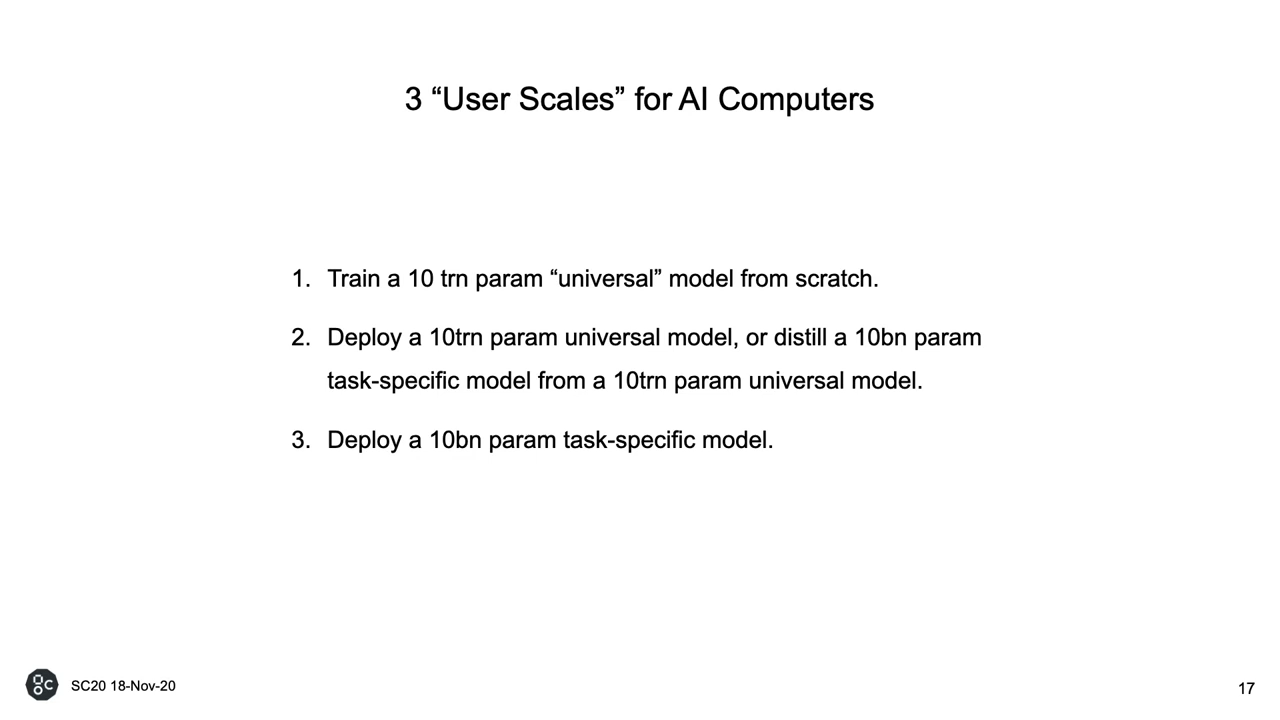 3 “User Scales” for AI Computers
1. Train a 10 trn param “universal” model from scratch.
2. Deploy a 10trn param universal model, or distill a 10bn param
task-specific model from a 10trn param universal model.
3. Deploy a 10bn param task-specific model.
SC20 18-Nov-20
17